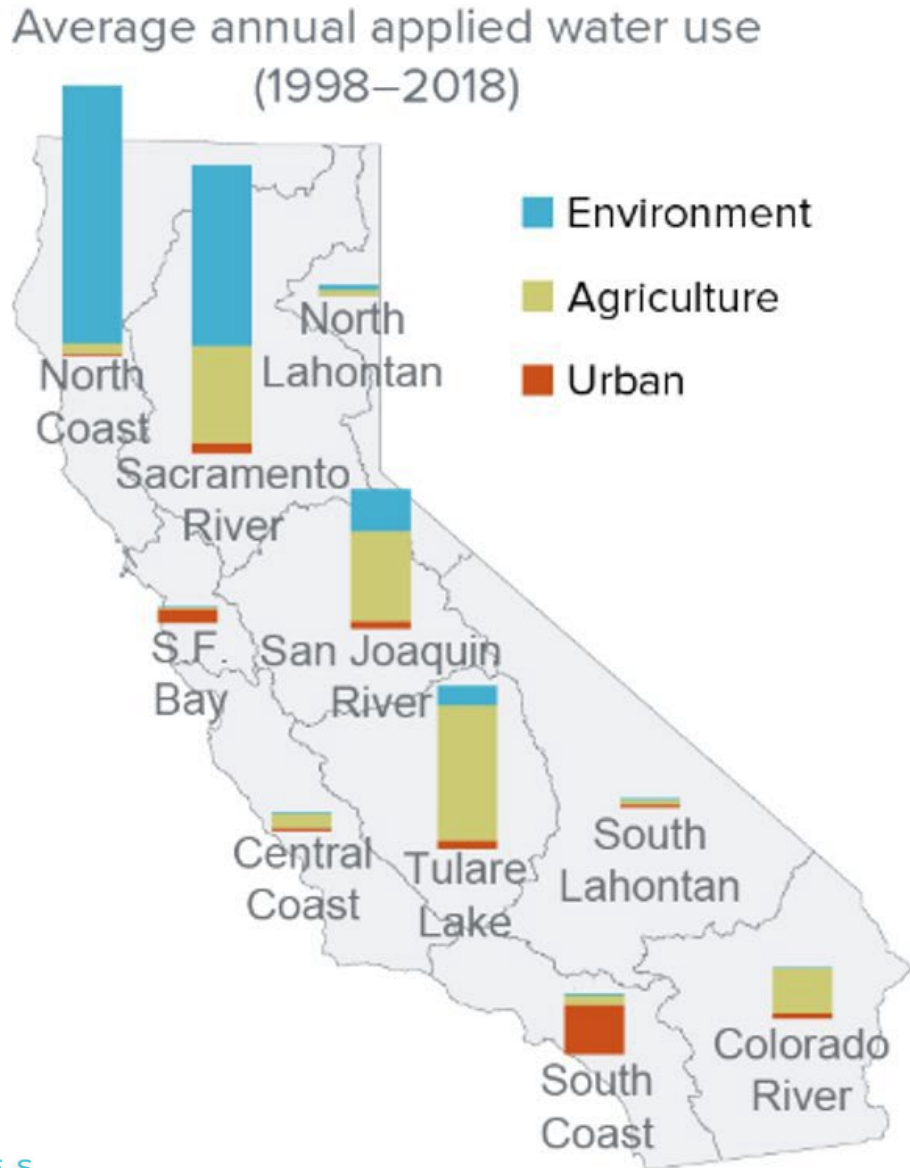 Average annual applied water use
(1998–2018)
Environment
Agriculture
Urban
North
Coast
Sacramento
River
North
Lahontan
S.F.
Bay
San Joaquin
River
Central
Coast
Tulare
Lake
South
Lahontan
South
Coast
Colorado
River